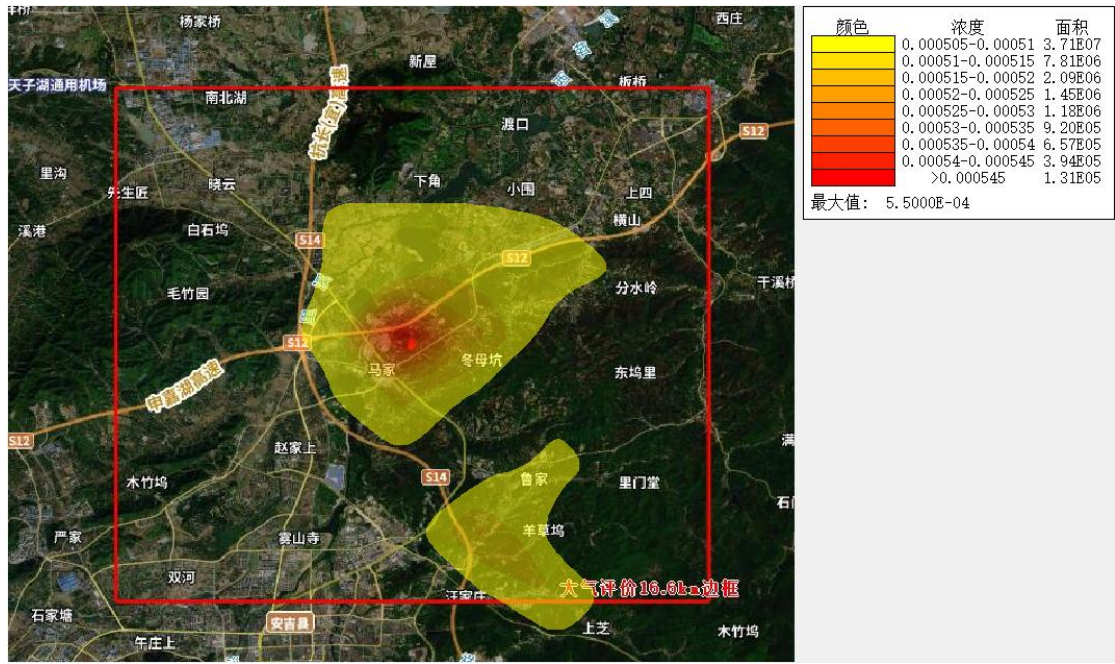 杨家桥
西庄
新屋
天子湖通用机场
板桥
南北湖
杭长(宜)高速
渡口
S12
里沟
先生匠
晓云
下角
小围
上四
横山
溪港
白石坞
S14
S12
毛竹园
分水岭
干溪桥
S12
冬母坑
马家
东坞里
申嘉湖高速
S12
赵家上
满
S14
鲁家
里门堂
木竹坞
石门
羊草坞
严家
雾山寺
双河
大气评价16.6km边框
汪家庄
石家塘
安吉县
上芝
木竹坞
午庄上
颜色 浓度 面积
0.000505-0.00051 3.71E07
0.00051-0.000515 7.81E06
0.000515-0.00052 2.09E06
0.00052-0.000525 1.45E06
0.000525-0.00053 1.18E06
0.00053-0.000535 9.20E05
0.000535-0.00054 6.57E05
0.00054-0.000545 3.94E05
>0.000545 1.31E05
最大值: 5.5000E-04